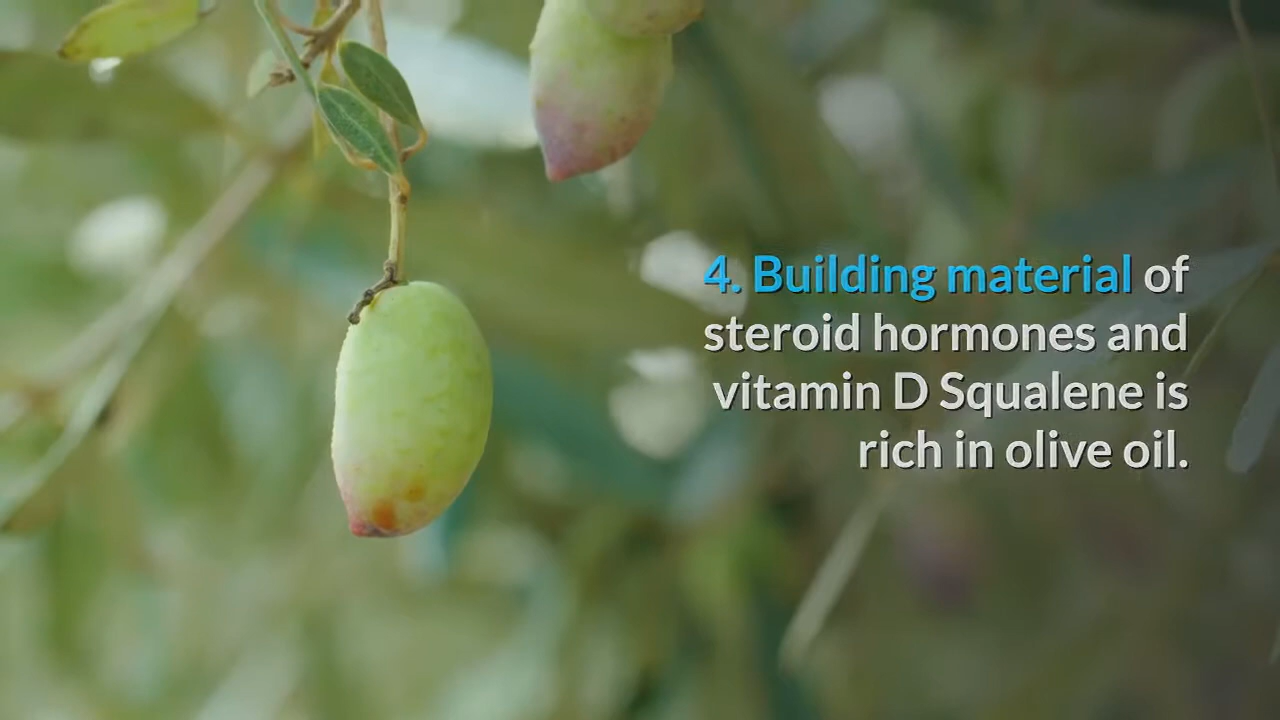 4. Building material of
steroid hormones and
vitamin D Squalene is
rich in olive oil.